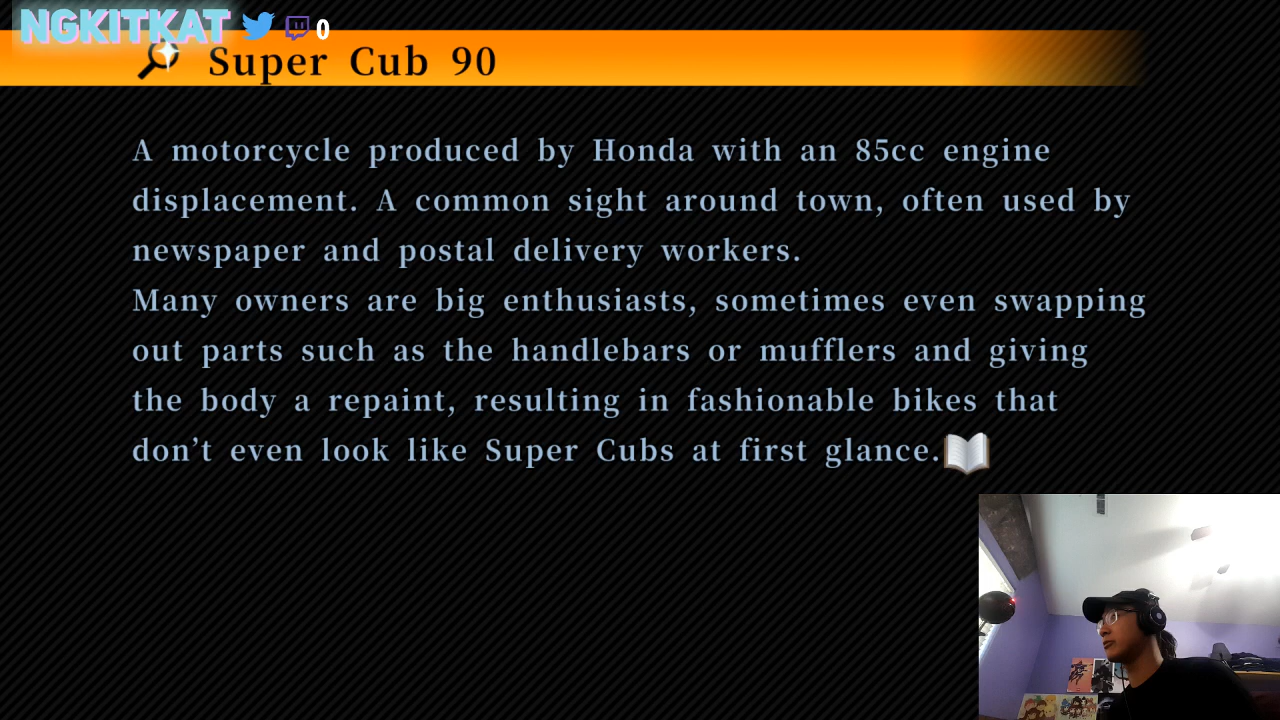 NGKITKAT 0
Super Cub 90
A motorcycle produced by Honda with an 85cc engine
displacement. A common sight around town, often used by
newspaper and postal delivery workers.
Many owners are big enthusiasts, sometimes even swapping
out parts such as the handlebars or mufflers and giving
the body a repaint, resulting in fashionable bikes that
don’t even look like Super Cubs at first glance.